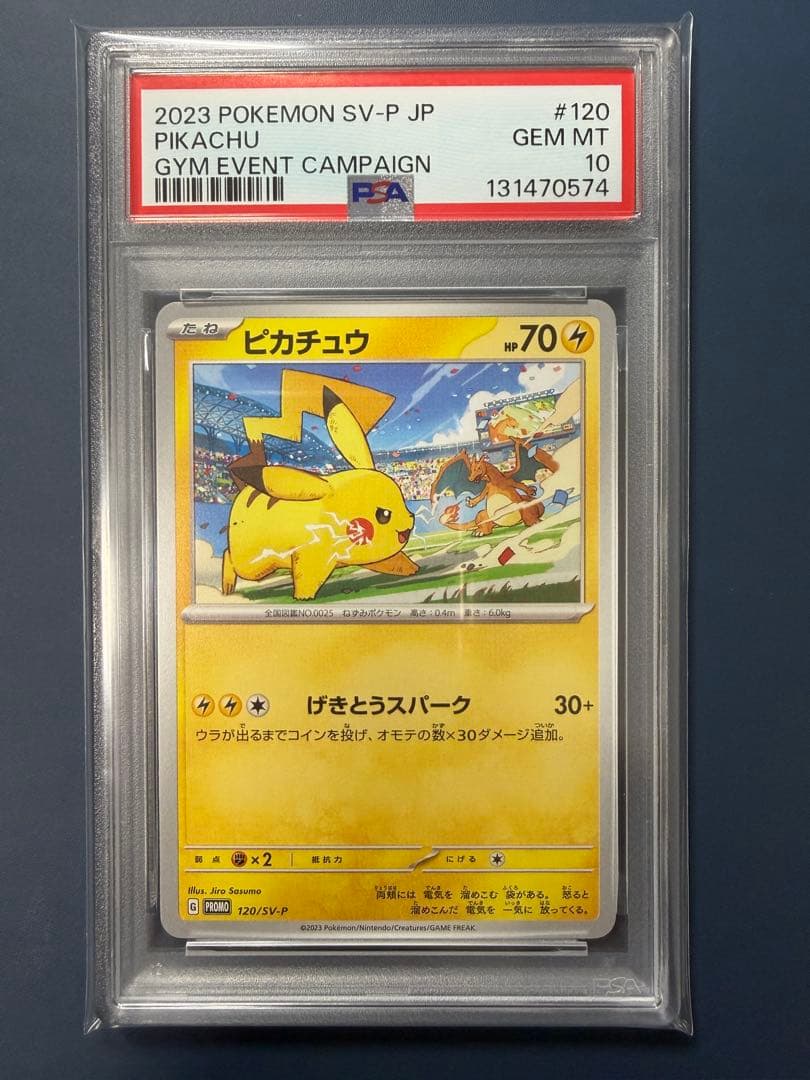 2023 POKEMON SV-P JP #120
PIKACHU GEM MT
GYM EVENT CAMPAIGN 10
PSA 131470574
たね ピカチュウ HP70
全国図鑑NO.0025 ねずみポケモン 高さ:0.4m 重さ:6.0kg
げきとうスパーク 30+
ウラが出るまでコインを投げ、オモテの数×30ダメージ追加。
弱点 ×2 抵抗力 にげる
Illus. Jiro Sasumo
両頬には 電気を 溜めこむ 袋がある。 怒ると
溜めこんだ 電気を 一気に 放ってくる。
G PROMO 120/SV-P
©2023 Pokémon/Nintendo/Creatures/GAME FREAK.
PSA